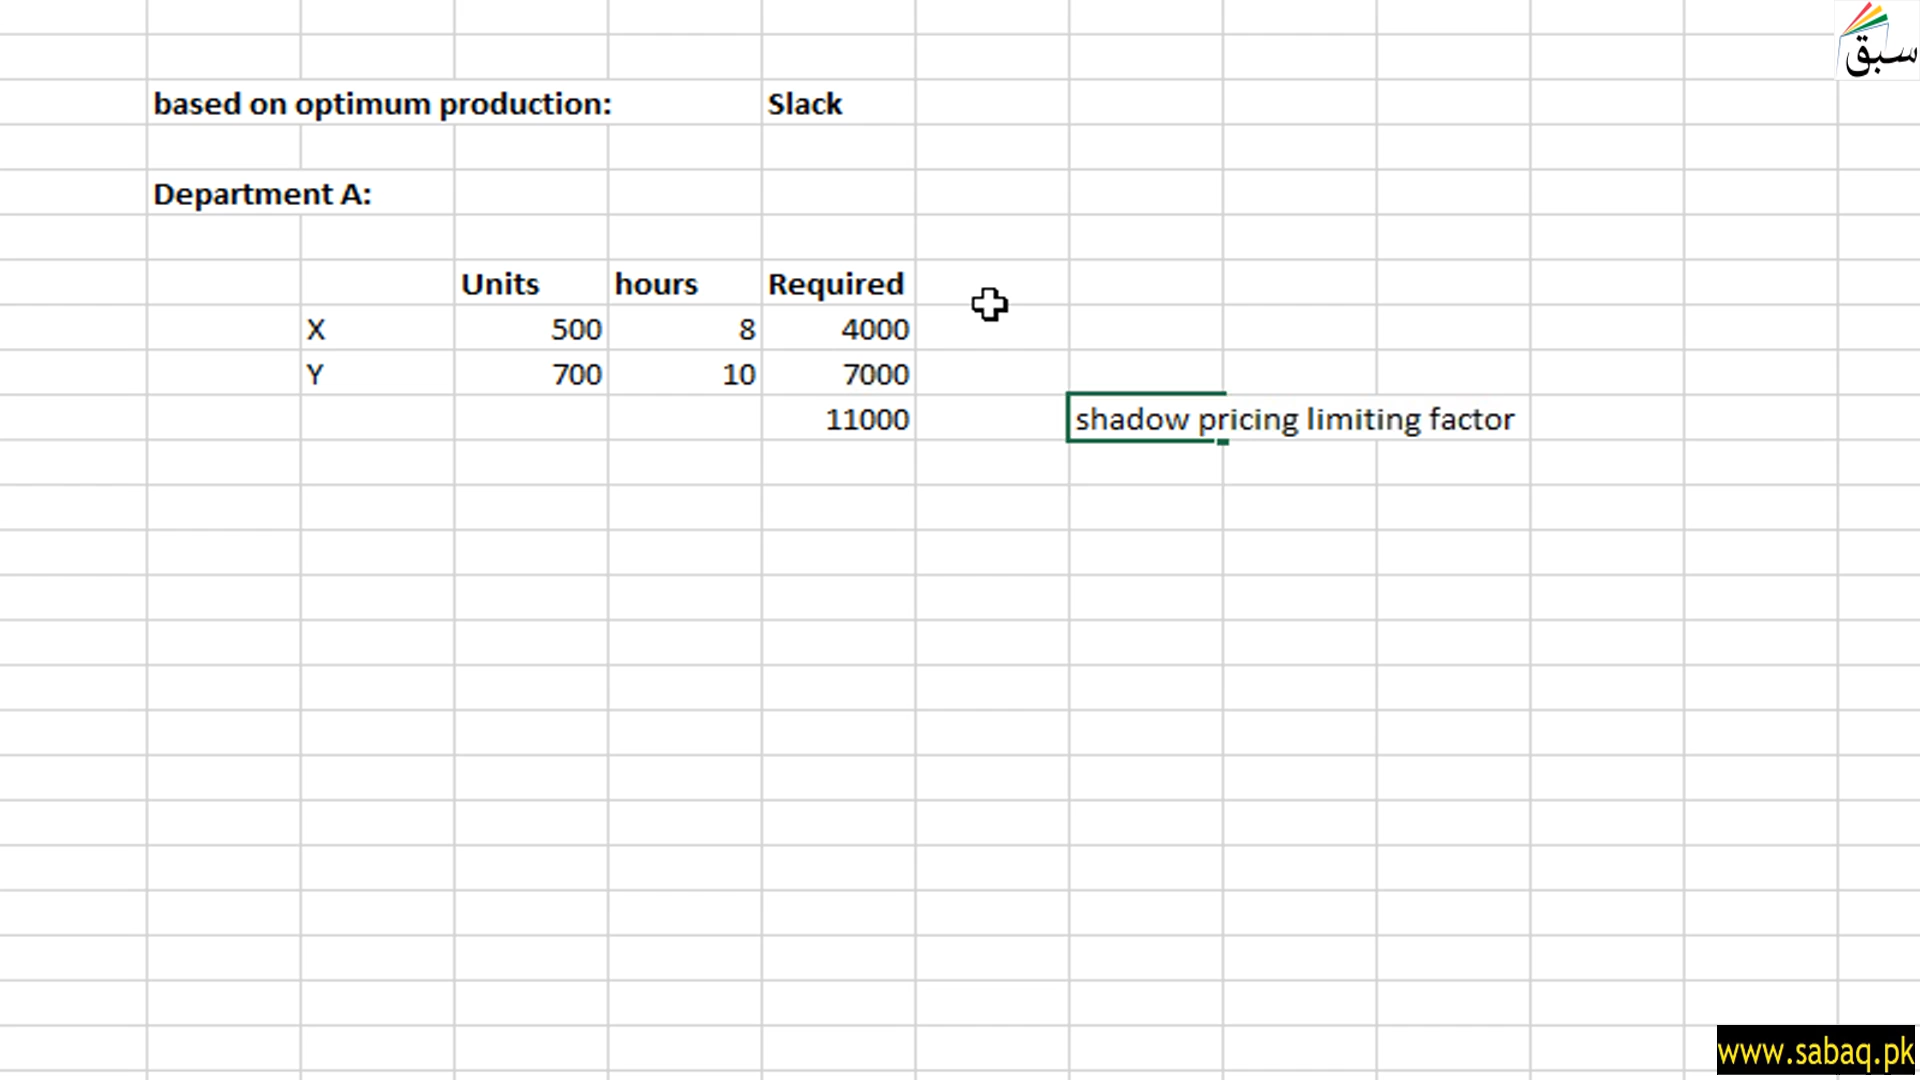 سبق
based on optimum production: Slack
Department A:
Units hours Required
X 500 8 4000
Y 700 10 7000
11000 shadow pricing limiting factor
www.sabaq.pk